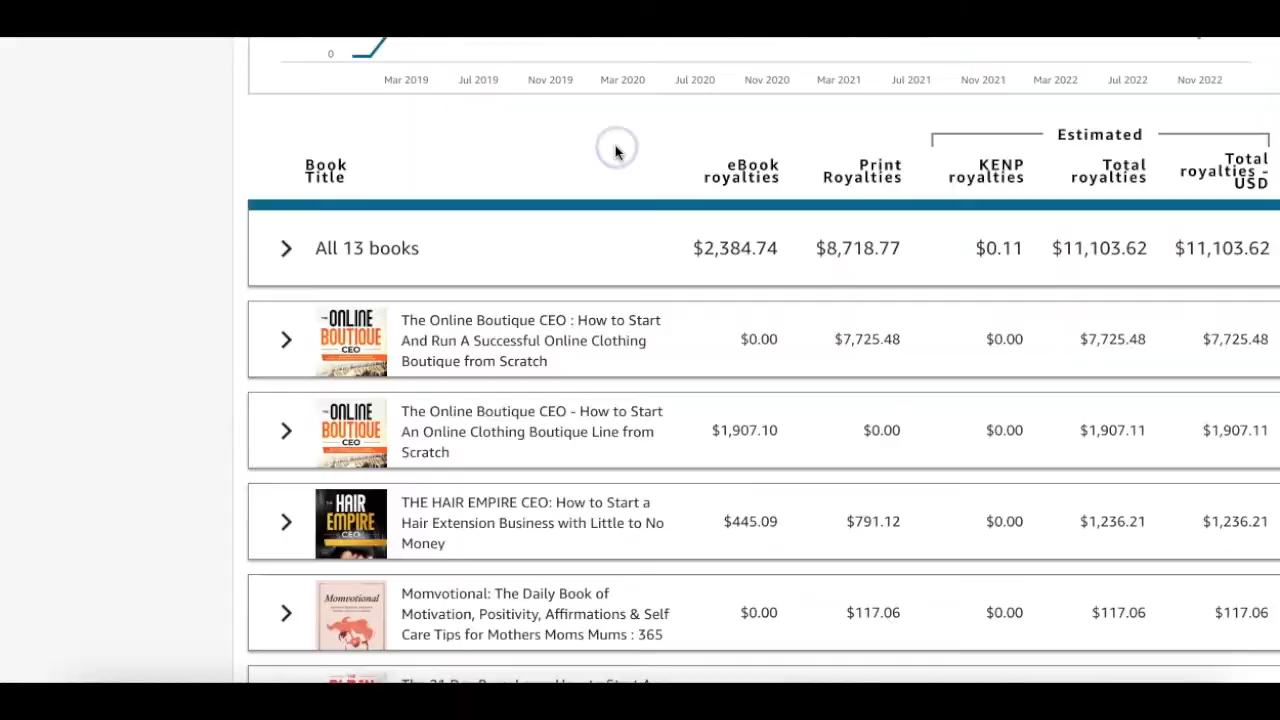 0
Mar 2019 Jul 2019 Nov 2019 Mar 2020 Jul 2020 Nov 2020 Mar 2021 Jul 2021 Nov 2021 Mar 2022 Jul 2022 Nov 2022
Estimated
Book Title eBook royalties Print Royalties KENP royalties Total royalties Total royalties - USD
All 13 books $2,384.74 $8,718.77 $0.11 $11,103.62 $11,103.62
THE ONLINE
BOUTIQUE
CEO
The Online Boutique CEO : How to Start
And Run A Successful Online Clothing
Boutique from Scratch
$0.00 $7,725.48 $0.00 $7,725.48 $7,725.48
THE ONLINE
BOUTIQUE
CEO
The Online Boutique CEO - How to Start
An Online Clothing Boutique Line from
Scratch
$1,907.10 $0.00 $0.00 $1,907.11 $1,907.11
THE HAIR
EMPIRE
CEO
THE HAIR EMPIRE CEO: How to Start a
Hair Extension Business with Little to No
Money
$445.09 $791.12 $0.00 $1,236.21 $1,236.21
Momvotional
Momvotional: The Daily Book of
Motivation, Positivity, Affirmations & Self
Care Tips for Mothers Moms Mums : 365
$0.00 $117.06 $0.00 $117.06 $117.06